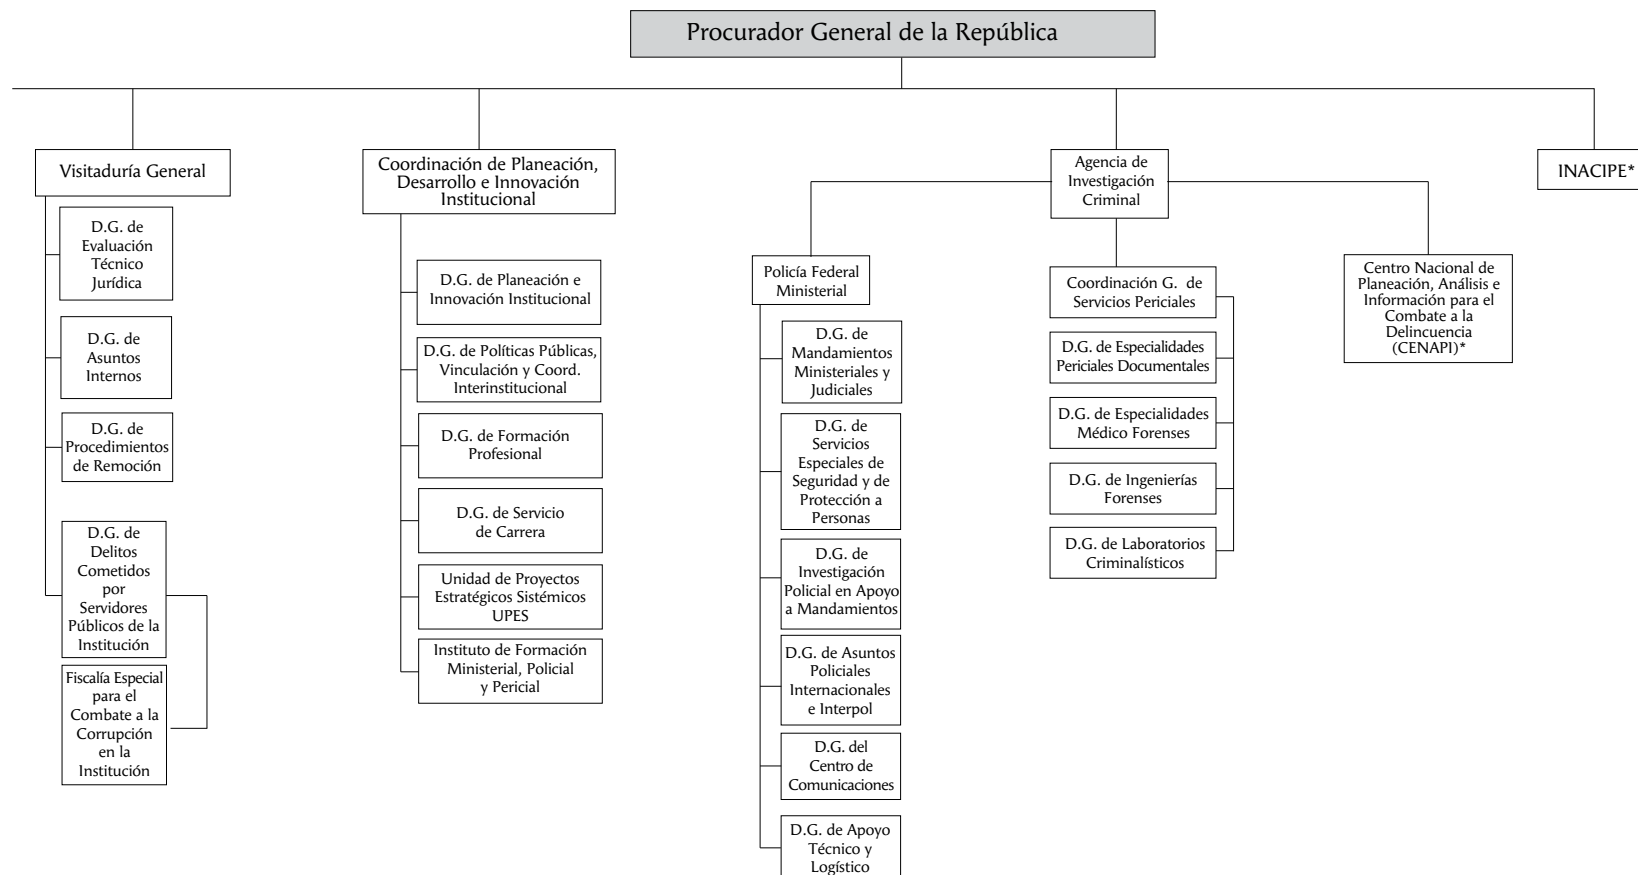 Procurador General de la República
Visitaduría General
D.G. de
Evaluación
Técnico
Jurídica
D.G. de
Asuntos
Internos
D.G. de
Procedimientos
de Remoción
D.G. de
Delitos
Cometidos
por
Servidores
Públicos de la
Institución
Fiscalía Especial
para el
Combate a la
Corrupción
en la
Institución
Coordinación de Planeación,
Desarrollo e Innovación
Institucional
D.G. de Planeación e
Innovación Institucional
D.G. de Políticas Públicas,
Vinculación y Coord.
Interinstitucional
D.G. de Formación
Profesional
D.G. de Servicio
de Carrera
Unidad de Proyectos
Estratégicos Sistémicos
UPES
Instituto de Formación
Ministerial, Policial
y Pericial
Agencia de
Investigación
Criminal
Policía Federal
Ministerial
D.G. de
Mandamientos
Ministeriales y
Judiciales
D.G. de
Servicios
Especiales de
Seguridad y de
Protección a
Personas
D.G. de
Investigación
Policial en Apoyo
a Mandamientos
D.G. de Asuntos
Policiales
Internacionales
e Interpol
D.G. del
Centro de
Comunicaciones
D.G. de Apoyo
Técnico y
Logístico
Coordinación G. de
Servicios Periciales
D.G. de Especialidades
Periciales Documentales
D.G. de Especialidades
Médico Forenses
D.G. de Ingenierías
Forenses
D.G. de Laboratorios
Criminalísticos
Centro Nacional de
Planeación, Análisis e
Información para el
Combate a la
Delincuencia
(CENAPI)*
INACIPE*